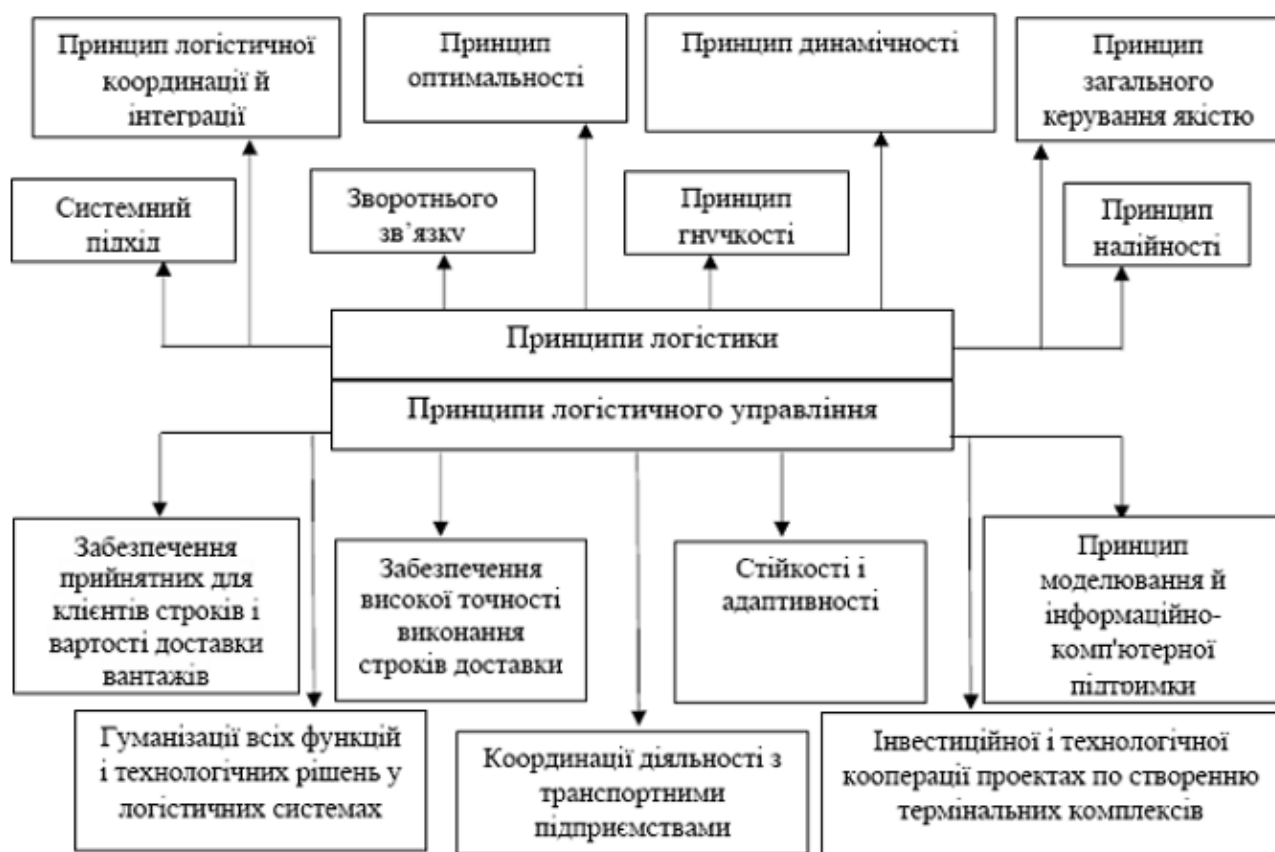 Принцип логістичної
координації й
інтеграції
Принцип
оптимальності
Принцип динамічності
Принцип
загального
керування якістю
Системний
підхід
Зворотнього
зв’язку
Принцип
гнучкості
Принцип
надійності
Принципи логістики
Принципи логістичного управління
Забезпечення
прийнятних для
клієнтів строків і
вартості доставки
вантажів
Забезпечення
високої точності
виконання
строків доставки
Стійкості і
адаптивності
Принцип
моделювання й
інформаційно-
комп'ютерної
підтримки
Гуманізації всіх функцій
і технологічних рішень у
логістичних системах
Координації діяльності з
транспортними
підприємствами
Інвестиційної і технологічної
кооперації проектах по створенню
термінальних комплексів